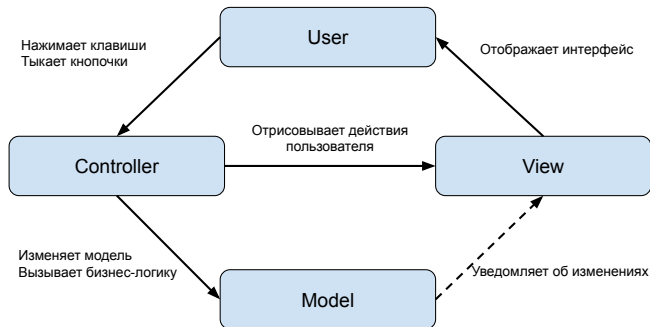 User
Нажимает клавиши
Тыкает кнопочки
Отображает интерфейс
Отрисовывает действия
пользователя
Controller
View
Изменяет модель
Вызывает бизнес-логику
Уведомляет об изменениях
Model